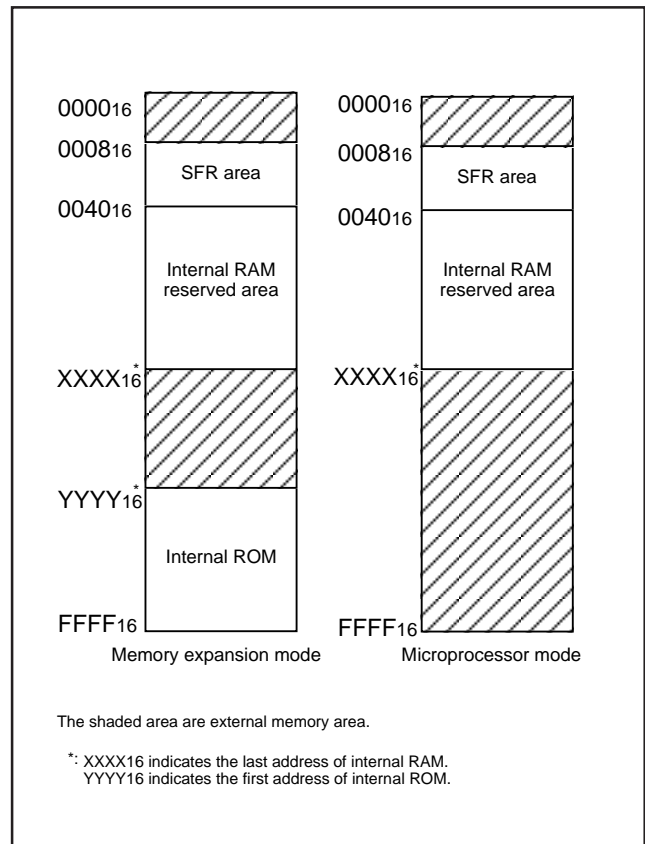 0000₁₆
0008₁₆
SFR area
0040₁₆
Internal RAM
reserved area
XXXX₁₆*
YYYY₁₆*
Internal ROM
FFFF₁₆
Memory expansion mode
0000₁₆
0008₁₆
SFR area
0040₁₆
Internal RAM
reserved area
XXXX₁₆*
FFFF₁₆
Microprocessor mode
The shaded area are external memory area.
*: XXXX16 indicates the last address of internal RAM.
YYYY16 indicates the first address of internal ROM.